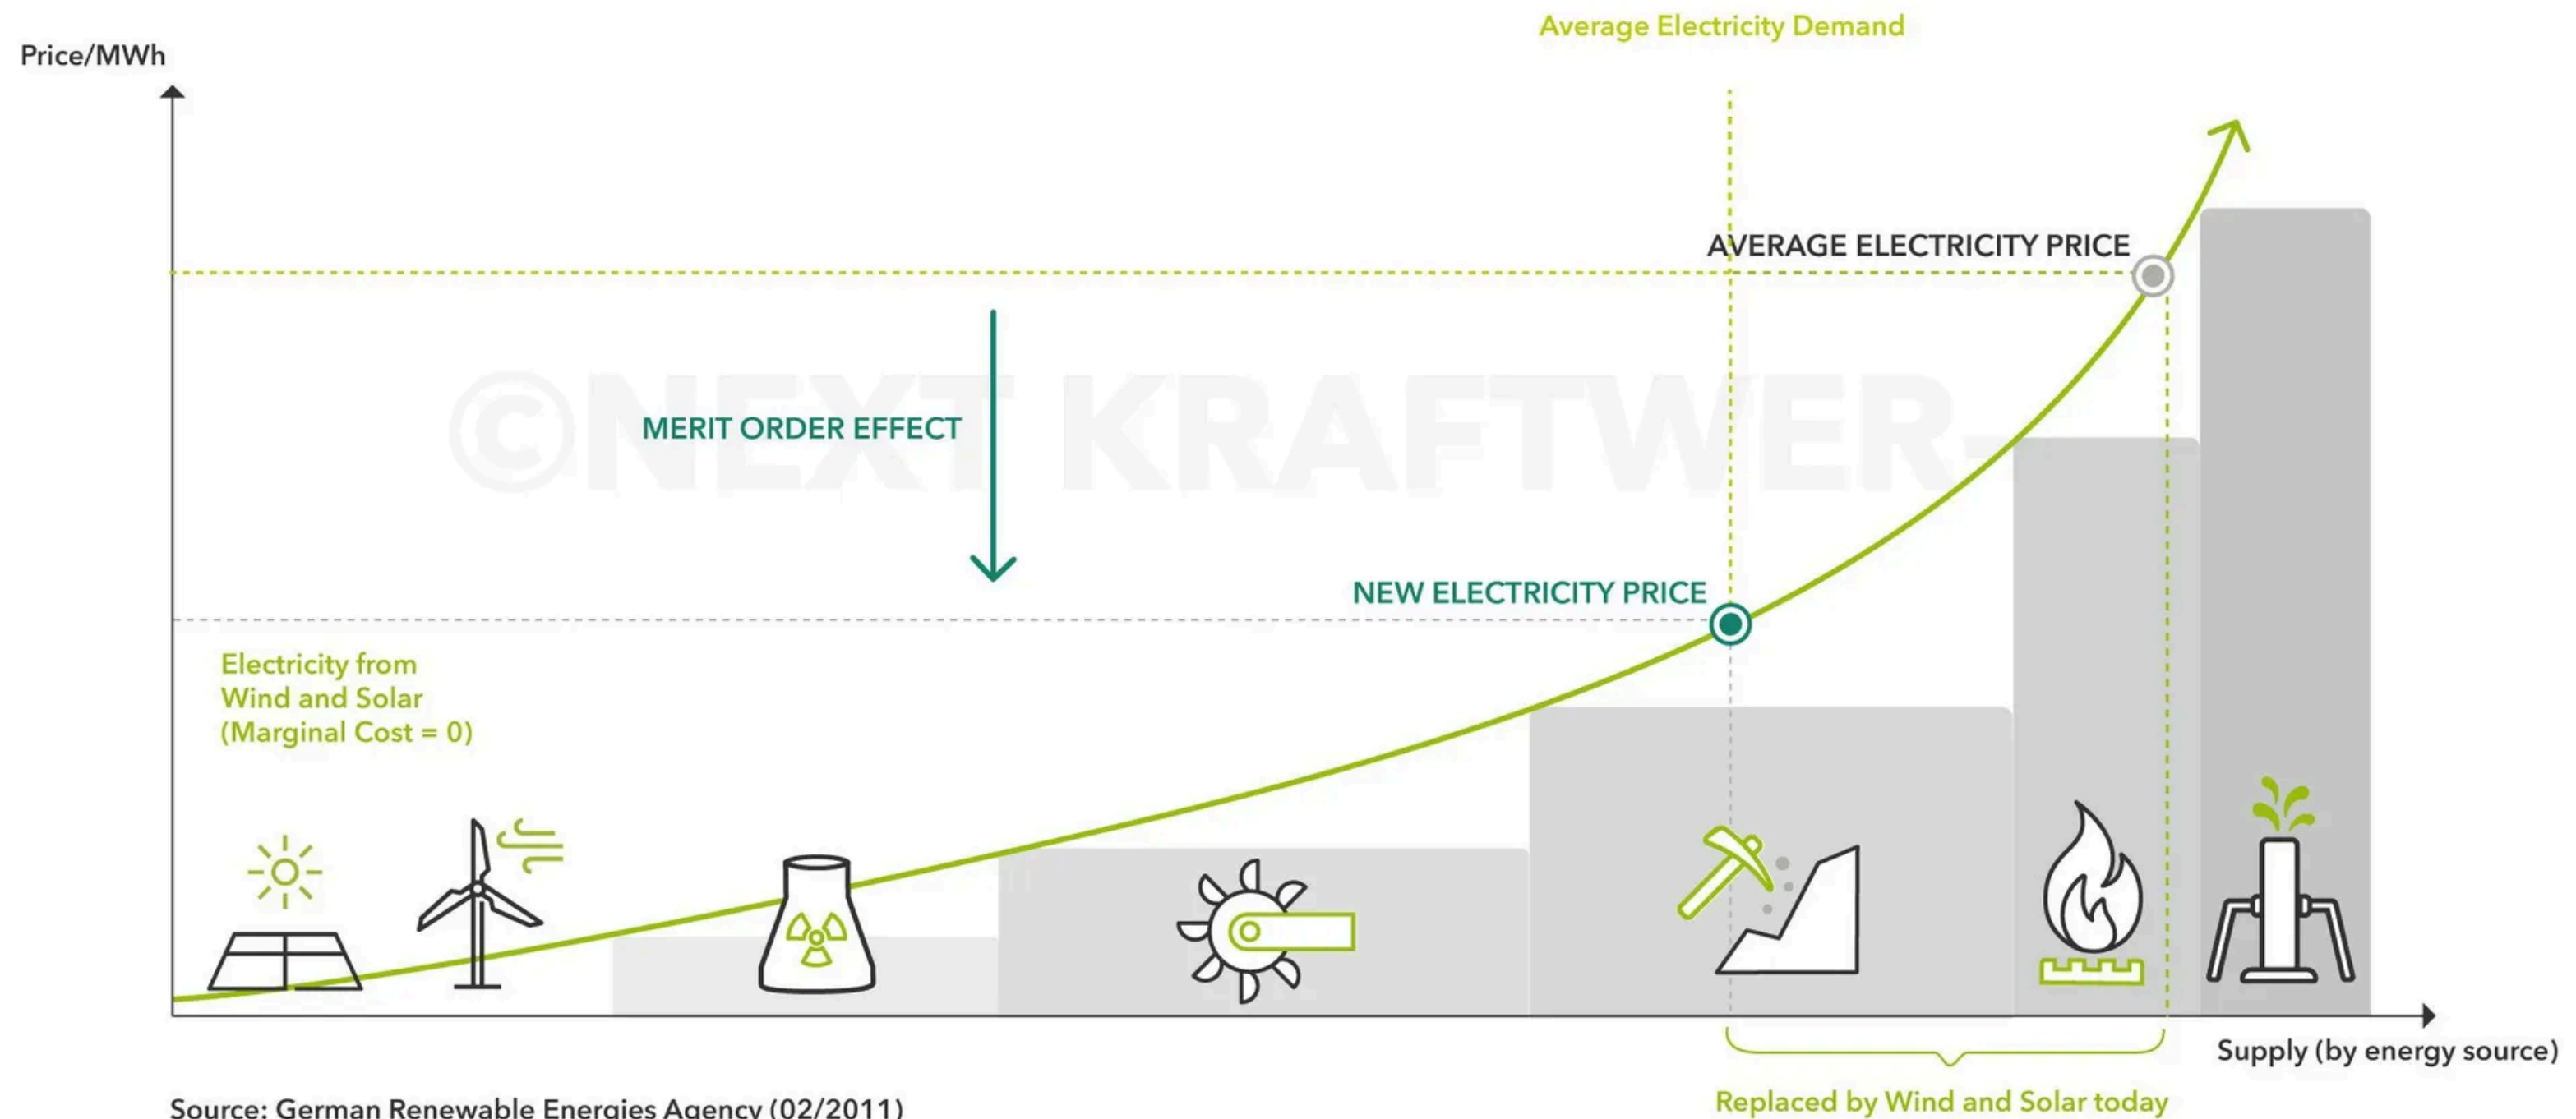 Average Electricity Demand
Price/MWh
AVERAGE ELECTRICITY PRICE
©NEXT KRAFTWER-
MERIT ORDER EFFECT
NEW ELECTRICITY PRICE
Electricity from
Wind and Solar
(Marginal Cost = 0)
Supply (by energy source)
Replaced by Wind and Solar today
Source: German Renewable Energies Agency (02/2011)